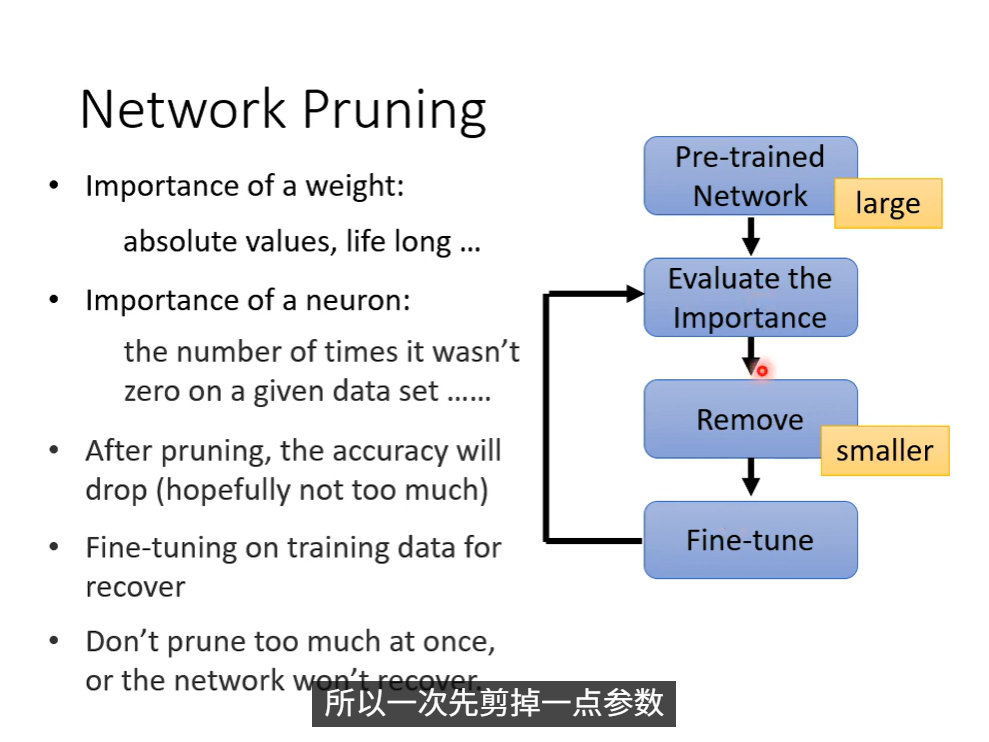 Network Pruning
• Importance of a weight:
absolute values, life long …
• Importance of a neuron:
the number of times it wasn’t
zero on a given data set ……
• After pruning, the accuracy will
drop (hopefully not too much)
• Fine-tuning on training data for
recover
• Don’t prune too much at once,
or the network won’t recover.
Pre-trained
Network
large
Evaluate the
Importance
Remove
smaller
Fine-tune
所以一次先剪掉一点参数